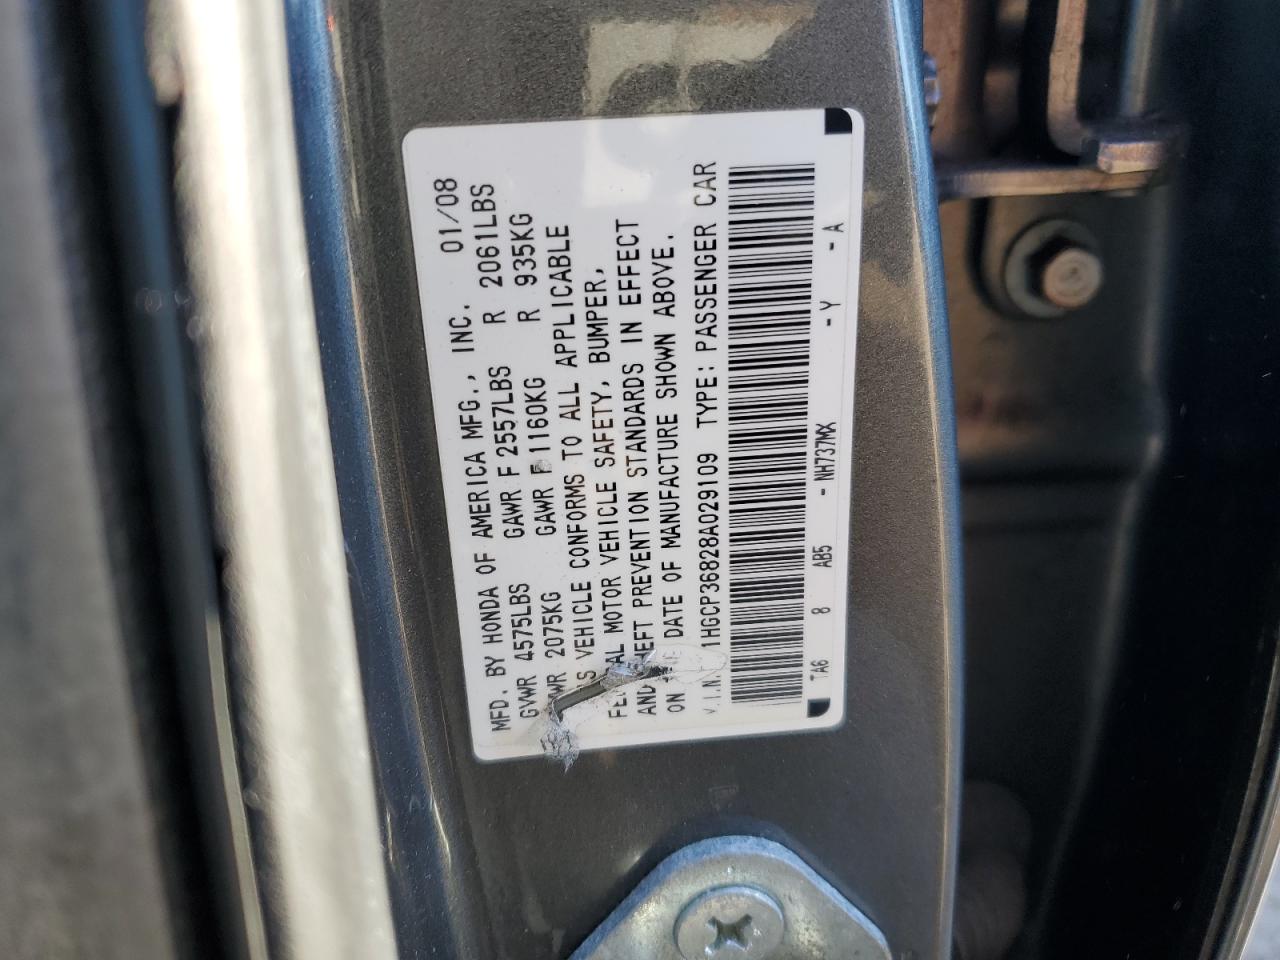 MFD. BY HONDA OF AMERICA MFG., INC. 01/08
GVWR 4575LBS GAWR F 2557LBS R 2061LBS
2075KG GAWR F 1160KG R 935KG
VEHICLE CONFORMS TO ALL APPLICABLE
MOTOR VEHICLE SAFETY, BUMPER,
AND PREVENTION STANDARDS IN EFFECT
ON DATE OF MANUFACTURE SHOWN ABOVE.
V.I.N. 1HGCP36828A029109 TYPE: PASSENGER CAR
TA6 8 AB5 - NH737MX - Y - A